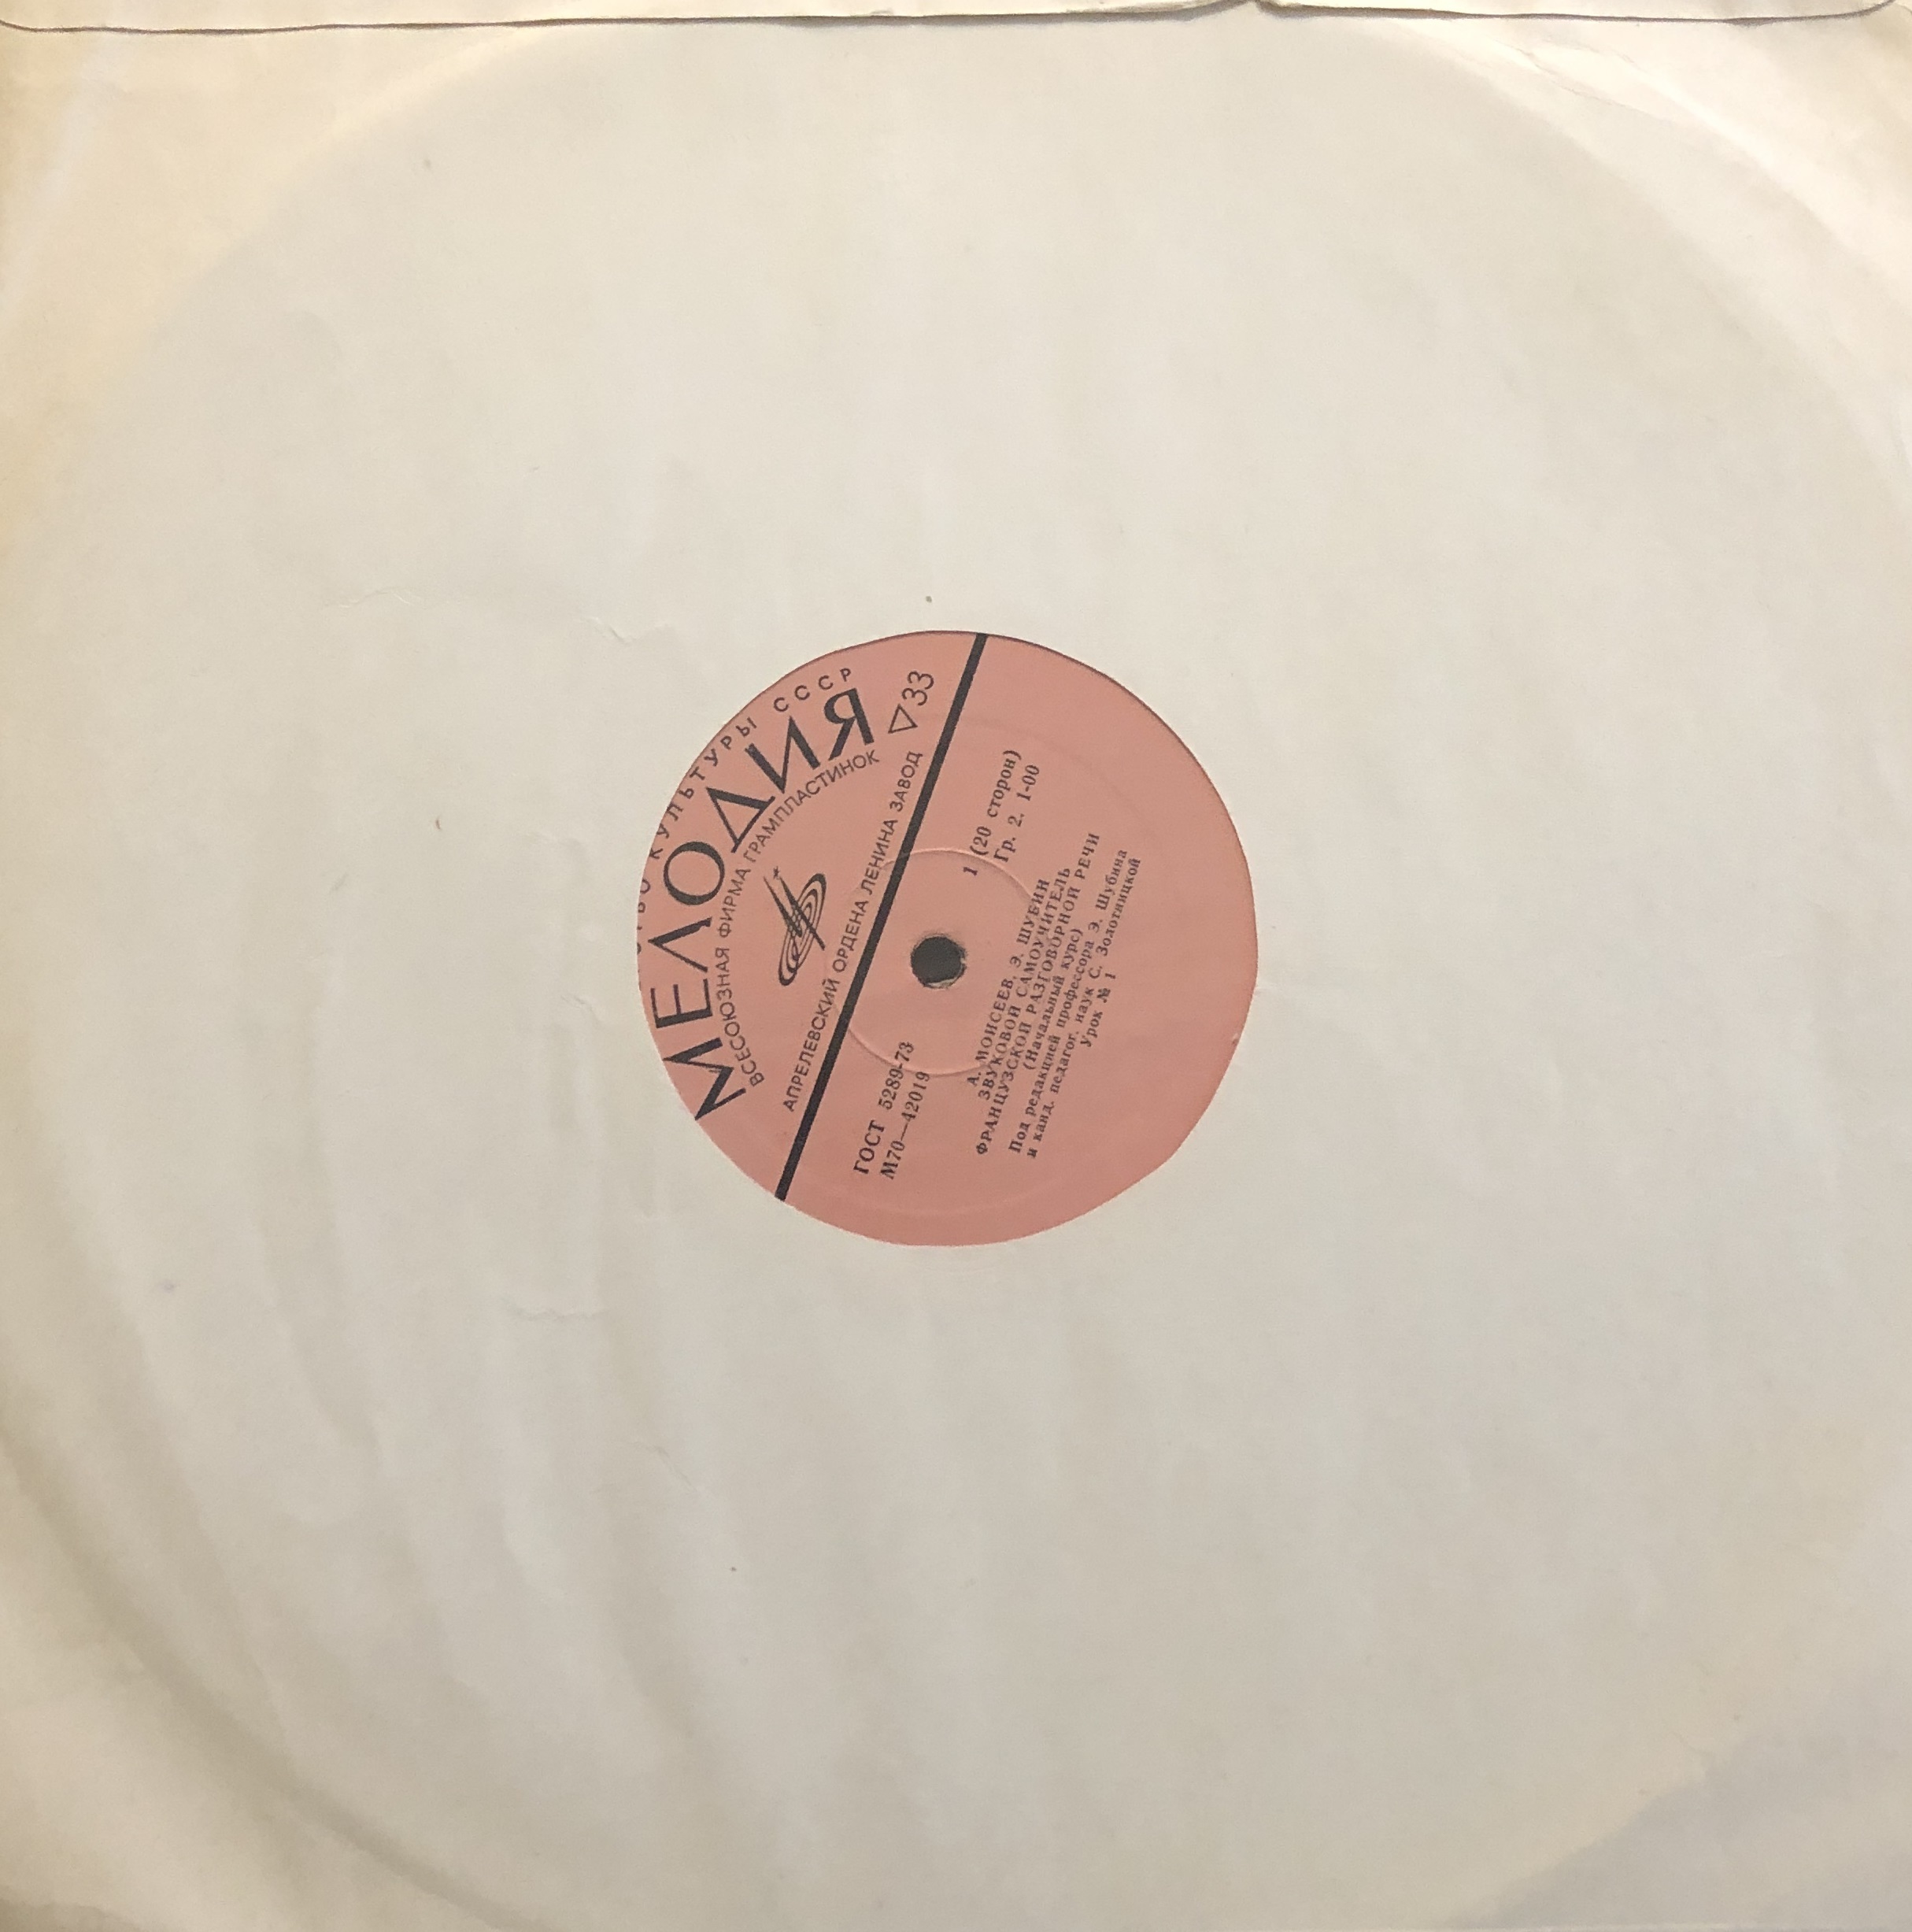 КУЛЬТУРЫ СССР
МЕЛОДИЯ
ВСЕСОЮЗНАЯ ФИРМА ГРАМПЛАСТИНОК
▽33
АПРЕЛЕВСКИЙ ОРДЕНА ЛЕНИНА ЗАВОД
ГОСТ 5289-73
М70—42019
1 (20 сторон)
Гр. 2. 1-00
А. МОИСЕЕВ, Э. ШУБИН
ЗВУКОВОЙ САМОУЧИТЕЛЬ
ФРАНЦУЗСКОЙ РАЗГОВОРНОЙ РЕЧИ
(Начальный курс)
Под редакцией профессора Э. Шубина
и канд. педагог. наук С. Золотницкой
Урок № 1